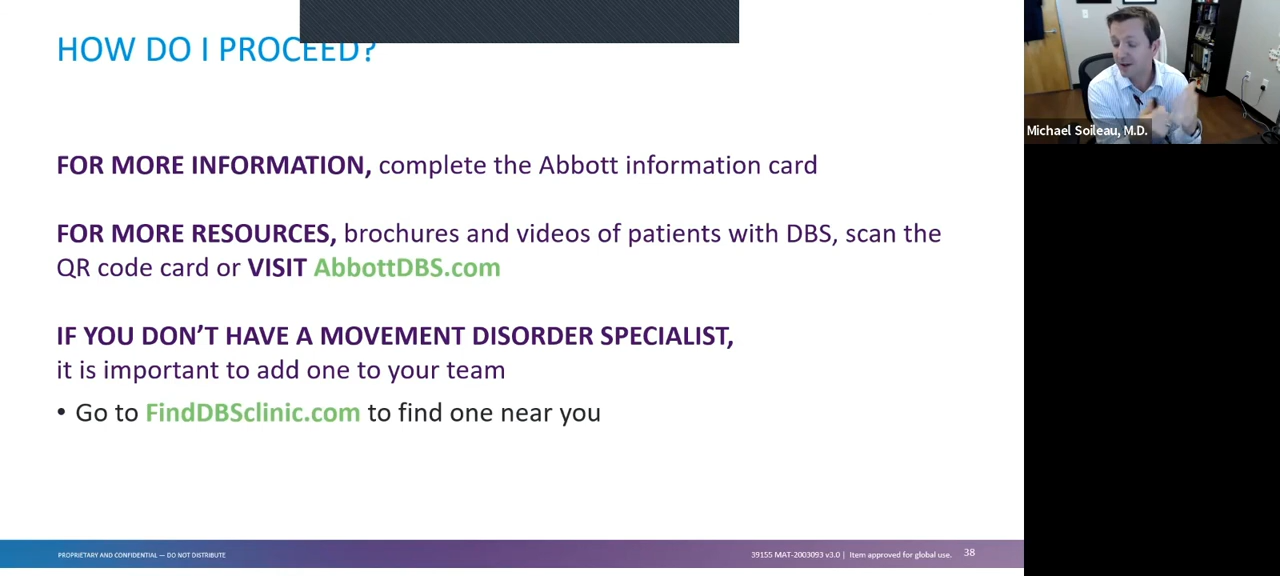 HOW DO I PROCEED?
Michael Soileau, M.D.
FOR MORE INFORMATION, complete the Abbott information card
FOR MORE RESOURCES, brochures and videos of patients with DBS, scan the
QR code card or VISIT AbbottDBS.com
IF YOU DON'T HAVE A MOVEMENT DISORDER SPECIALIST,
it is important to add one to your team
• Go to FindDBSclinic.com to find one near you
PROPRIETARY AND CONFIDENTIAL — DO NOT DISTRIBUTE
39155 MAT-2003093 v3.0 | Item approved for global use. 38